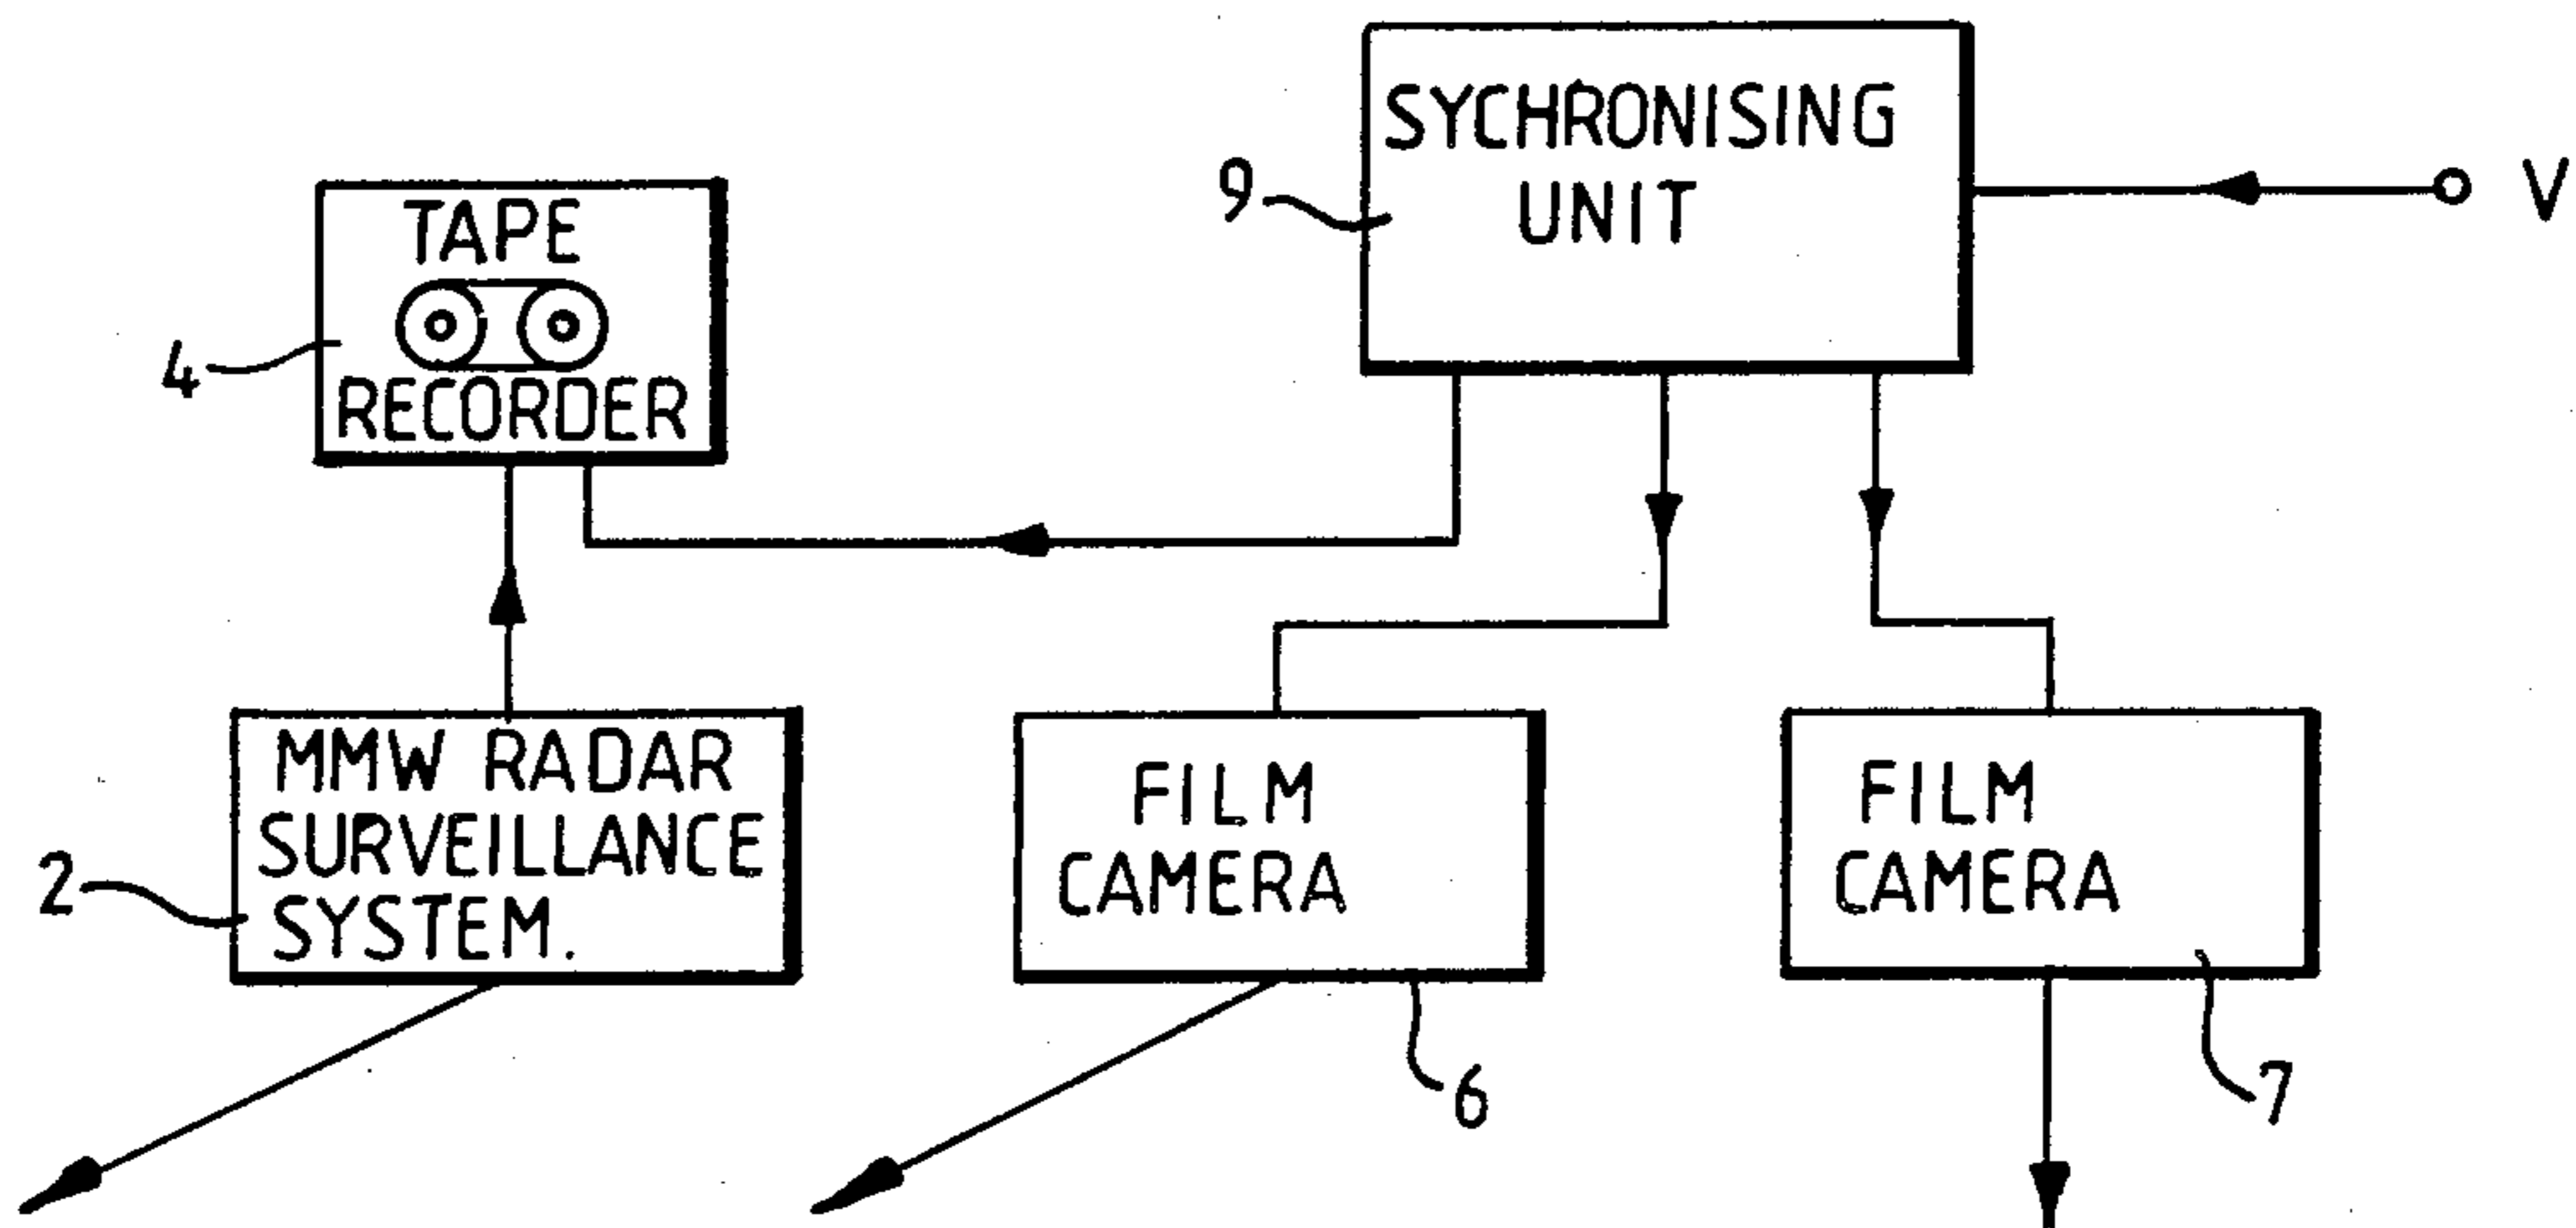 SYCHRONISING
UNIT
9
V
TAPE
RECORDER
4
MMW RADAR
SURVEILLANCE
SYSTEM.
2
FILM
CAMERA
6
FILM
CAMERA
7